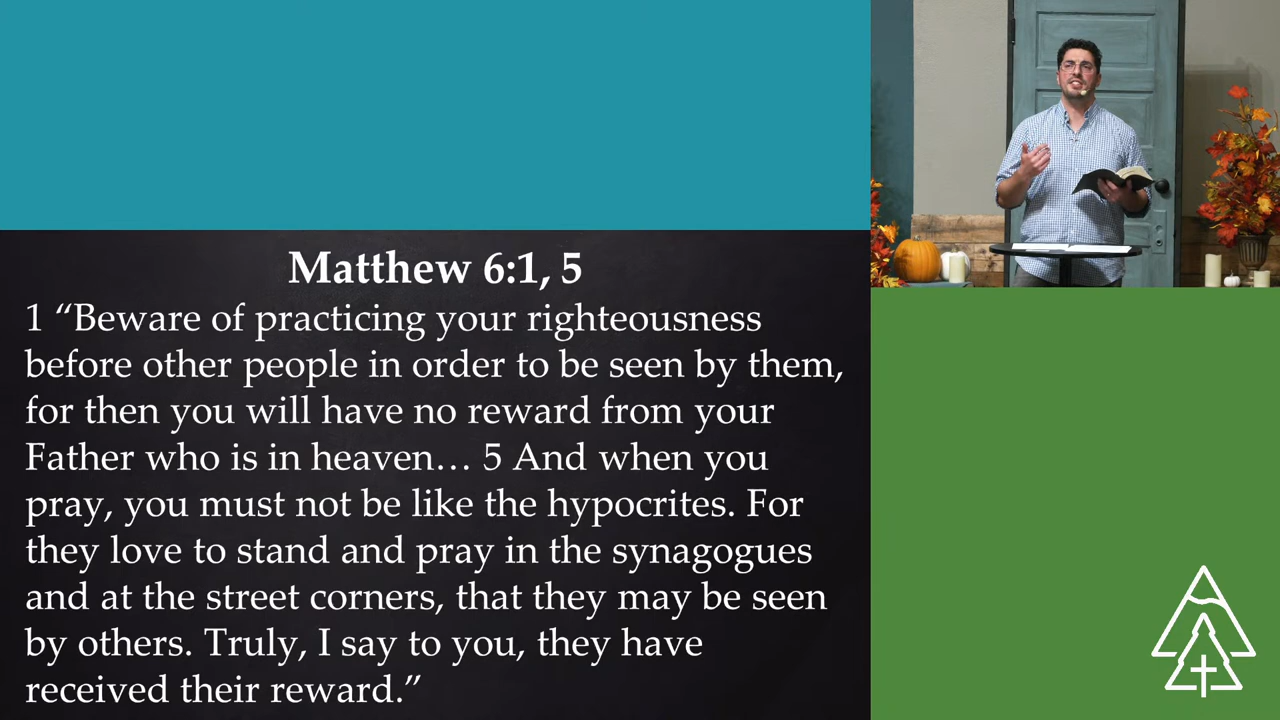 Matthew 6:1, 5
1 “Beware of practicing your righteousness
before other people in order to be seen by them,
for then you will have no reward from your
Father who is in heaven… 5 And when you
pray, you must not be like the hypocrites. For
they love to stand and pray in the synagogues
and at the street corners, that they may be seen
by others. Truly, I say to you, they have
received their reward.”